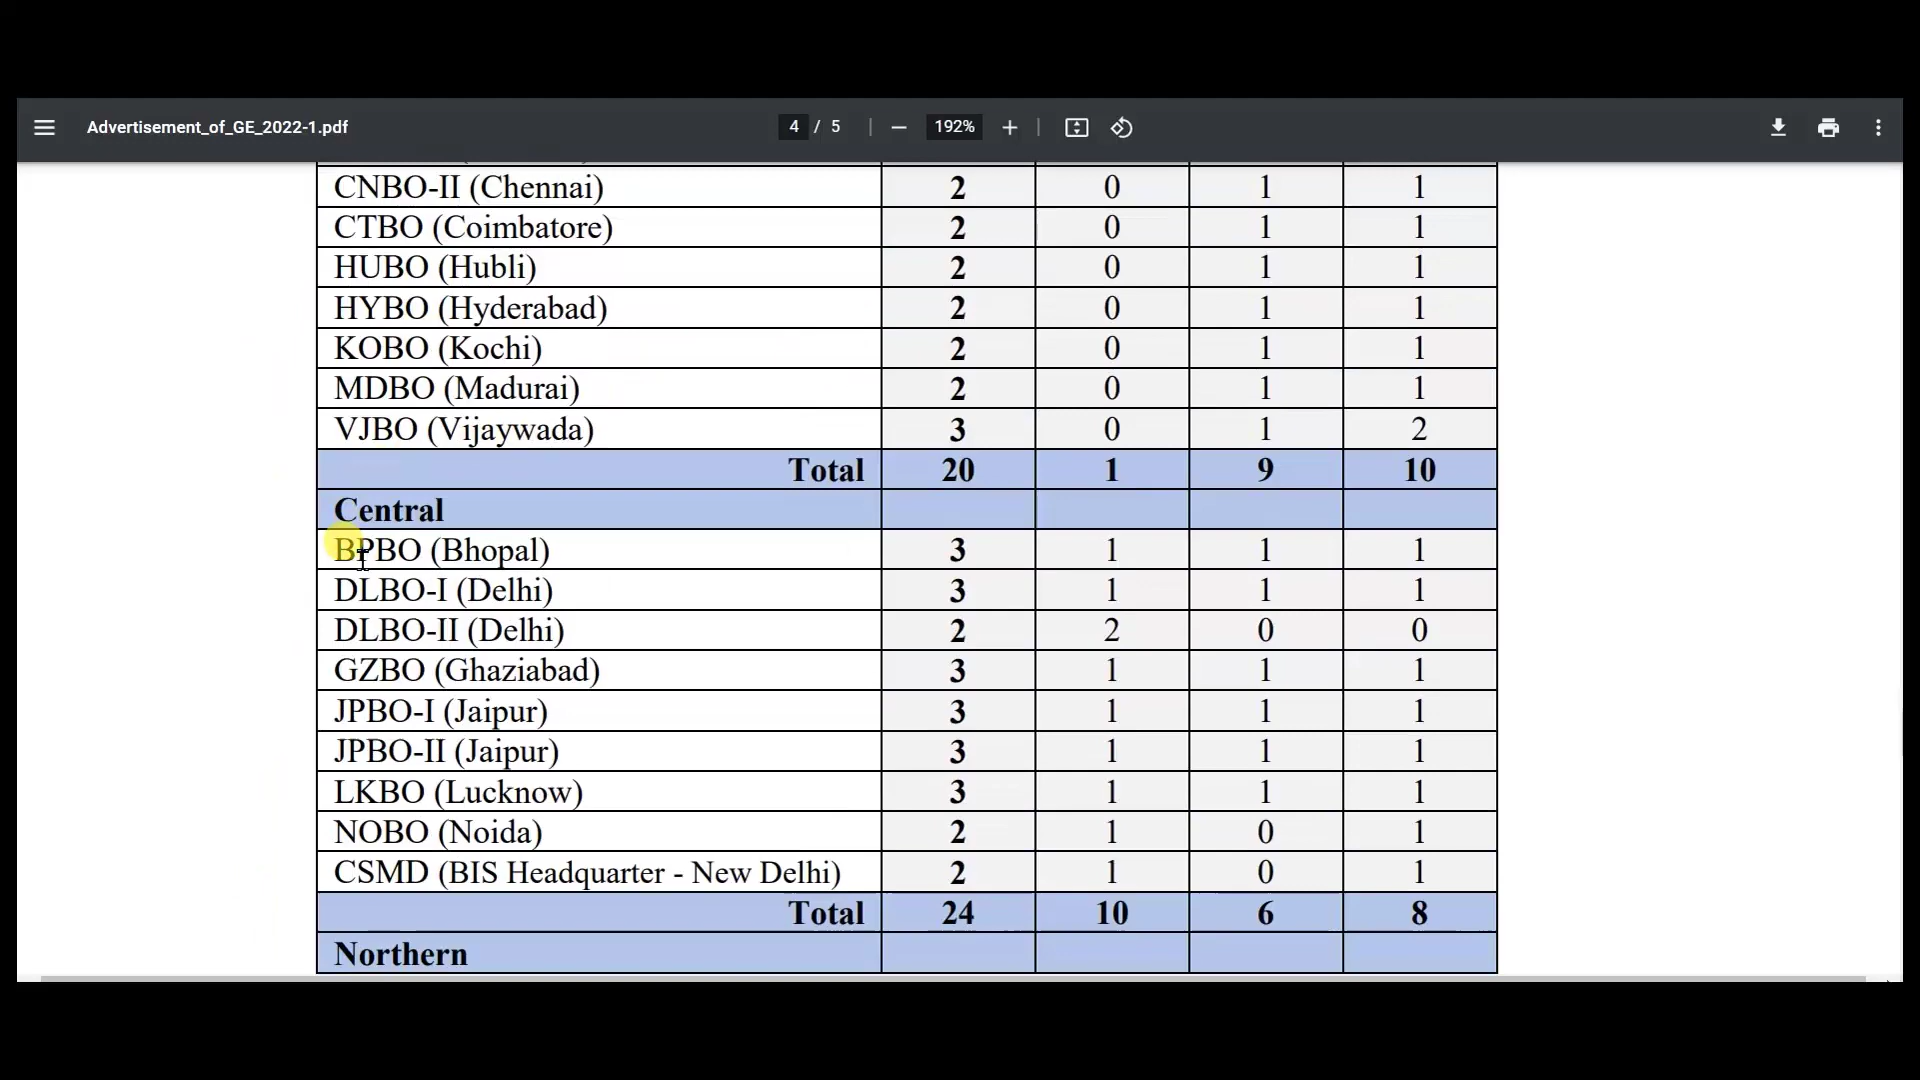 Advertisement_of_GE_2022-1.pdf 4 / 5 192%
CNBO-II (Chennai) 2 0 1 1
CTBO (Coimbatore) 2 0 1 1
HUBO (Hubli) 2 0 1 1
HYBO (Hyderabad) 2 0 1 1
KOBO (Kochi) 2 0 1 1
MDBO (Madurai) 2 0 1 1
VJBO (Vijaywada) 3 0 1 2
Total 20 1 9 10
Central
BPBO (Bhopal) 3 1 1 1
DLBO-I (Delhi) 3 1 1 1
DLBO-II (Delhi) 2 2 0 0
GZBO (Ghaziabad) 3 1 1 1
JPBO-I (Jaipur) 3 1 1 1
JPBO-II (Jaipur) 3 1 1 1
LKBO (Lucknow) 3 1 1 1
NOBO (Noida) 2 1 0 1
CSMD (BIS Headquarter - New Delhi) 2 1 0 1
Total 24 10 6 8
Northern